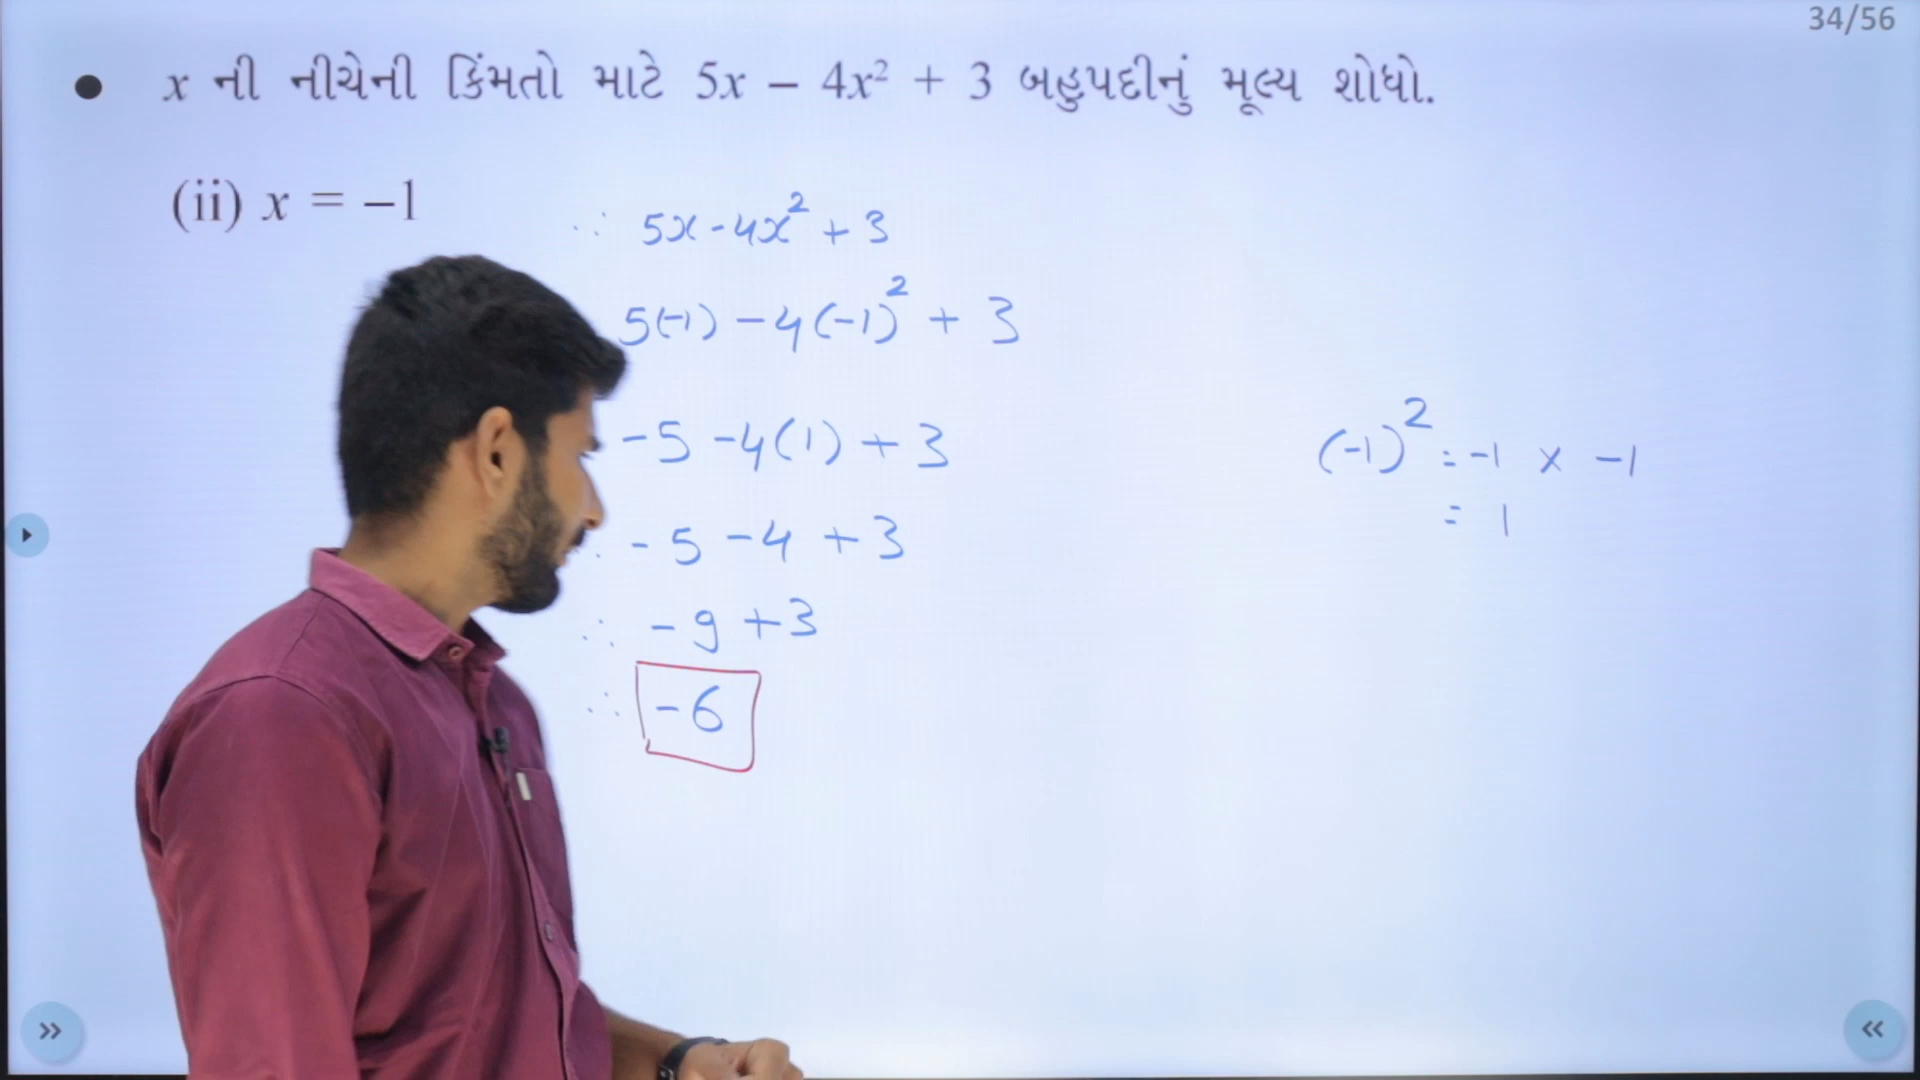 34/56
● x ની નીચેની કિંમતો માટે 5x – 4x² + 3 બહુપદીનું મૂલ્ય શોધો.
(ii) x = –1
∴ 5x - 4x² + 3
5(-1) - 4(-1)² + 3
-5 - 4(1) + 3
- 5 - 4 + 3
∴ - 9 + 3
∴ - 6
(-1)² = -1 x -1
= 1